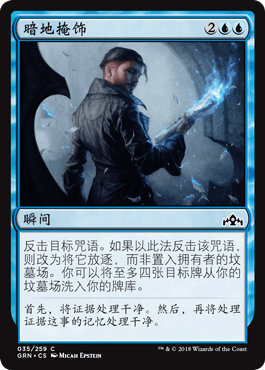 暗地掩饰 2
瞬间
反击目标咒语。如果以此法反击该咒语，
则改为将它放逐，而非置入拥有者的坟
墓场。你可以将至多四张目标牌从你的
坟墓场洗入你的牌库。
首先，将证据处理干净。然后，再将处理
证据这事的记忆处理干净。
035/259 C
GRN • CS MICAH EPSTEIN
™ & © 2018 Wizards of the Coast